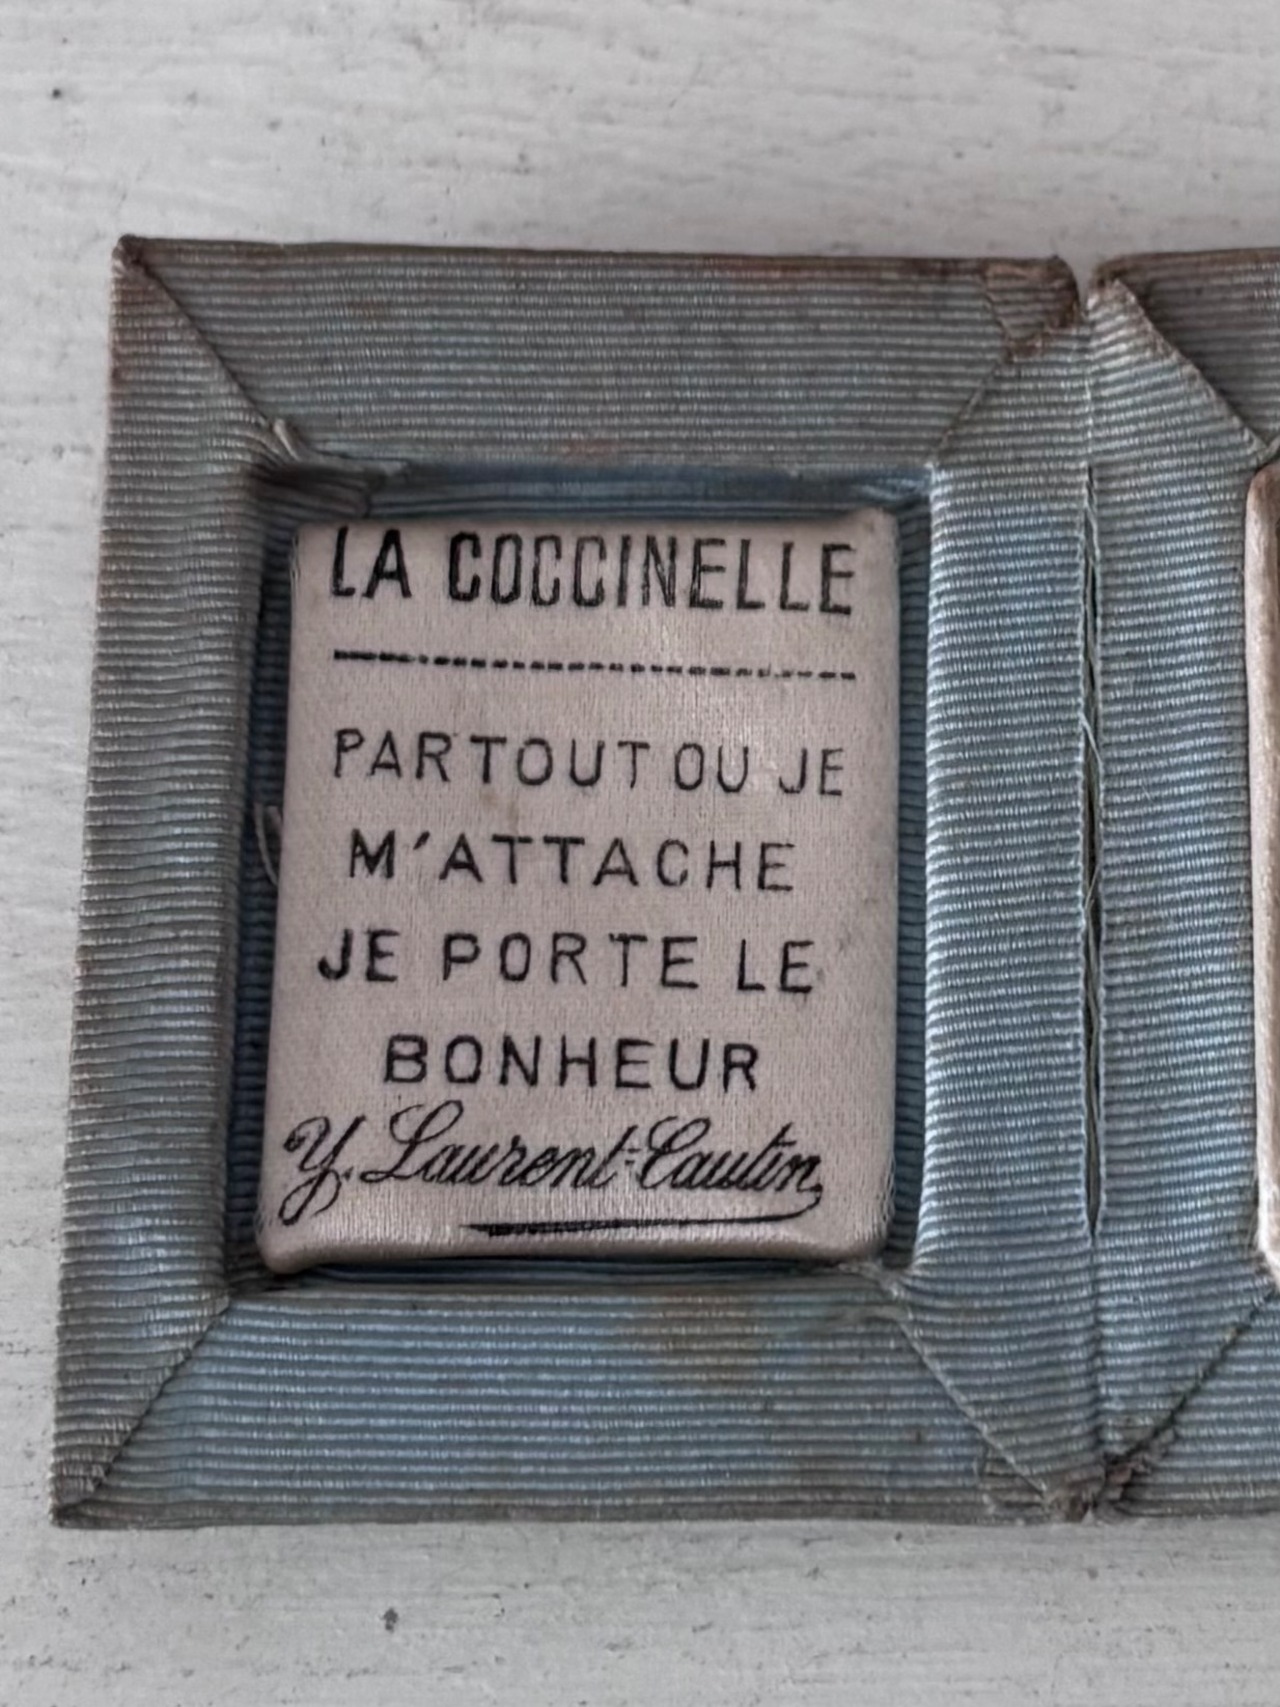 LA COCCINELLE
PARTOUT OU JE
M'ATTACHE
JE PORTE LE
BONHEUR
Y. Laurent-Cautin